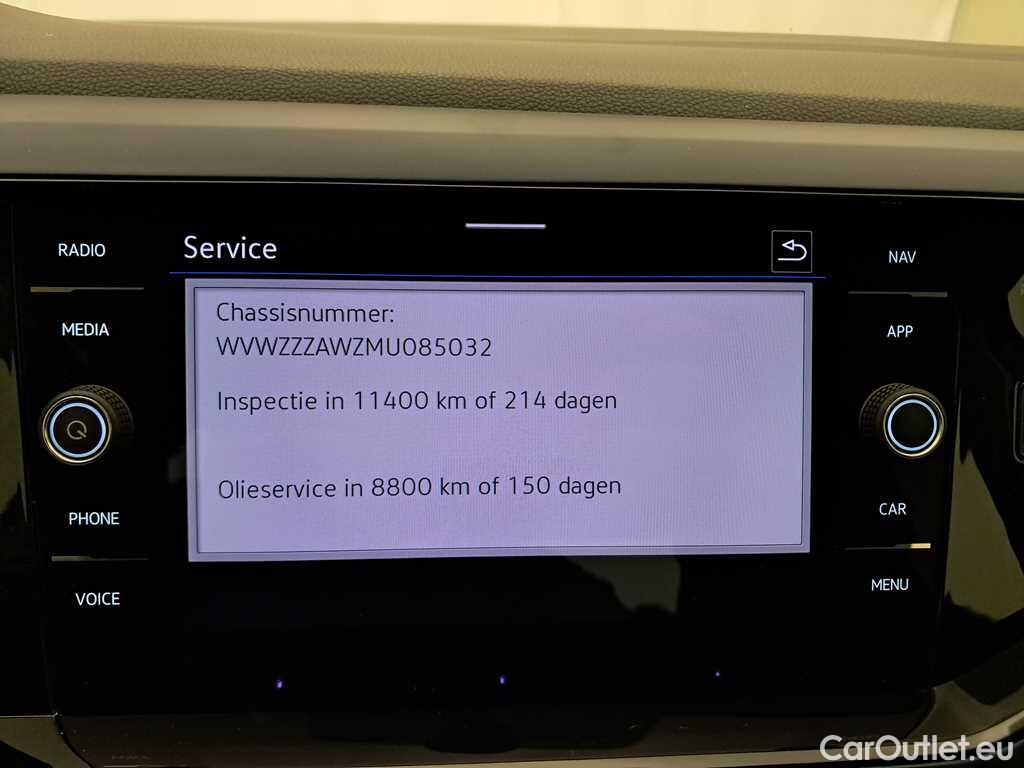 RADIO
MEDIA
PHONE
VOICE
Service
Chassisnummer:
WVWZZZAWZMU085032
Inspectie in 11400 km of 214 dagen
Olieservice in 8800 km of 150 dagen
NAV
APP
CAR
MENU
CarOutlet.eu